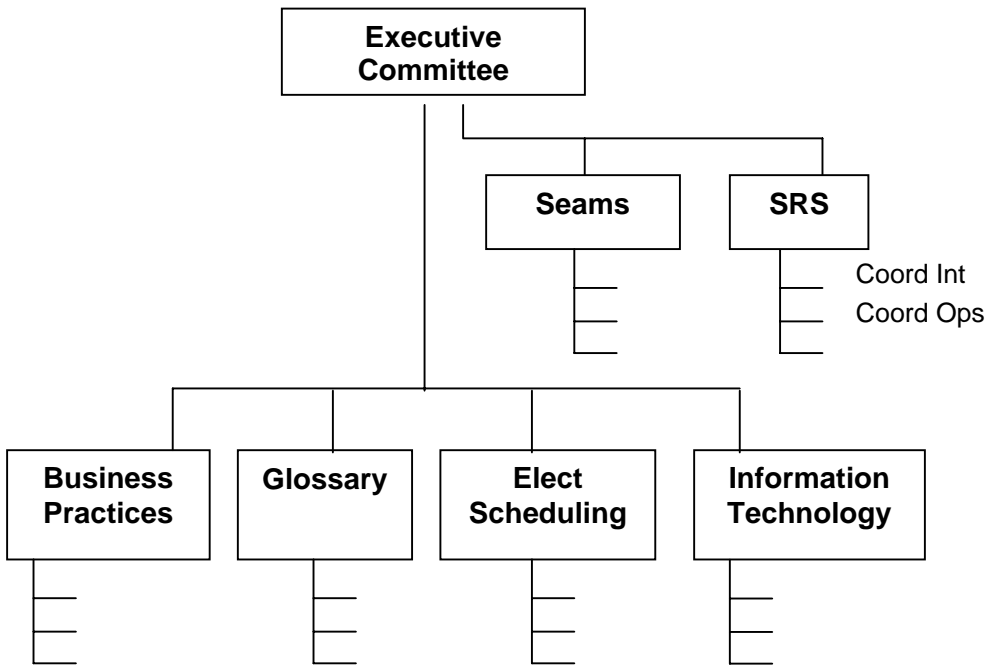 Executive
Committee
Seams
SRS
Coord Int
Coord Ops
Business
Practices
Glossary
Elect
Scheduling
Information
Technology